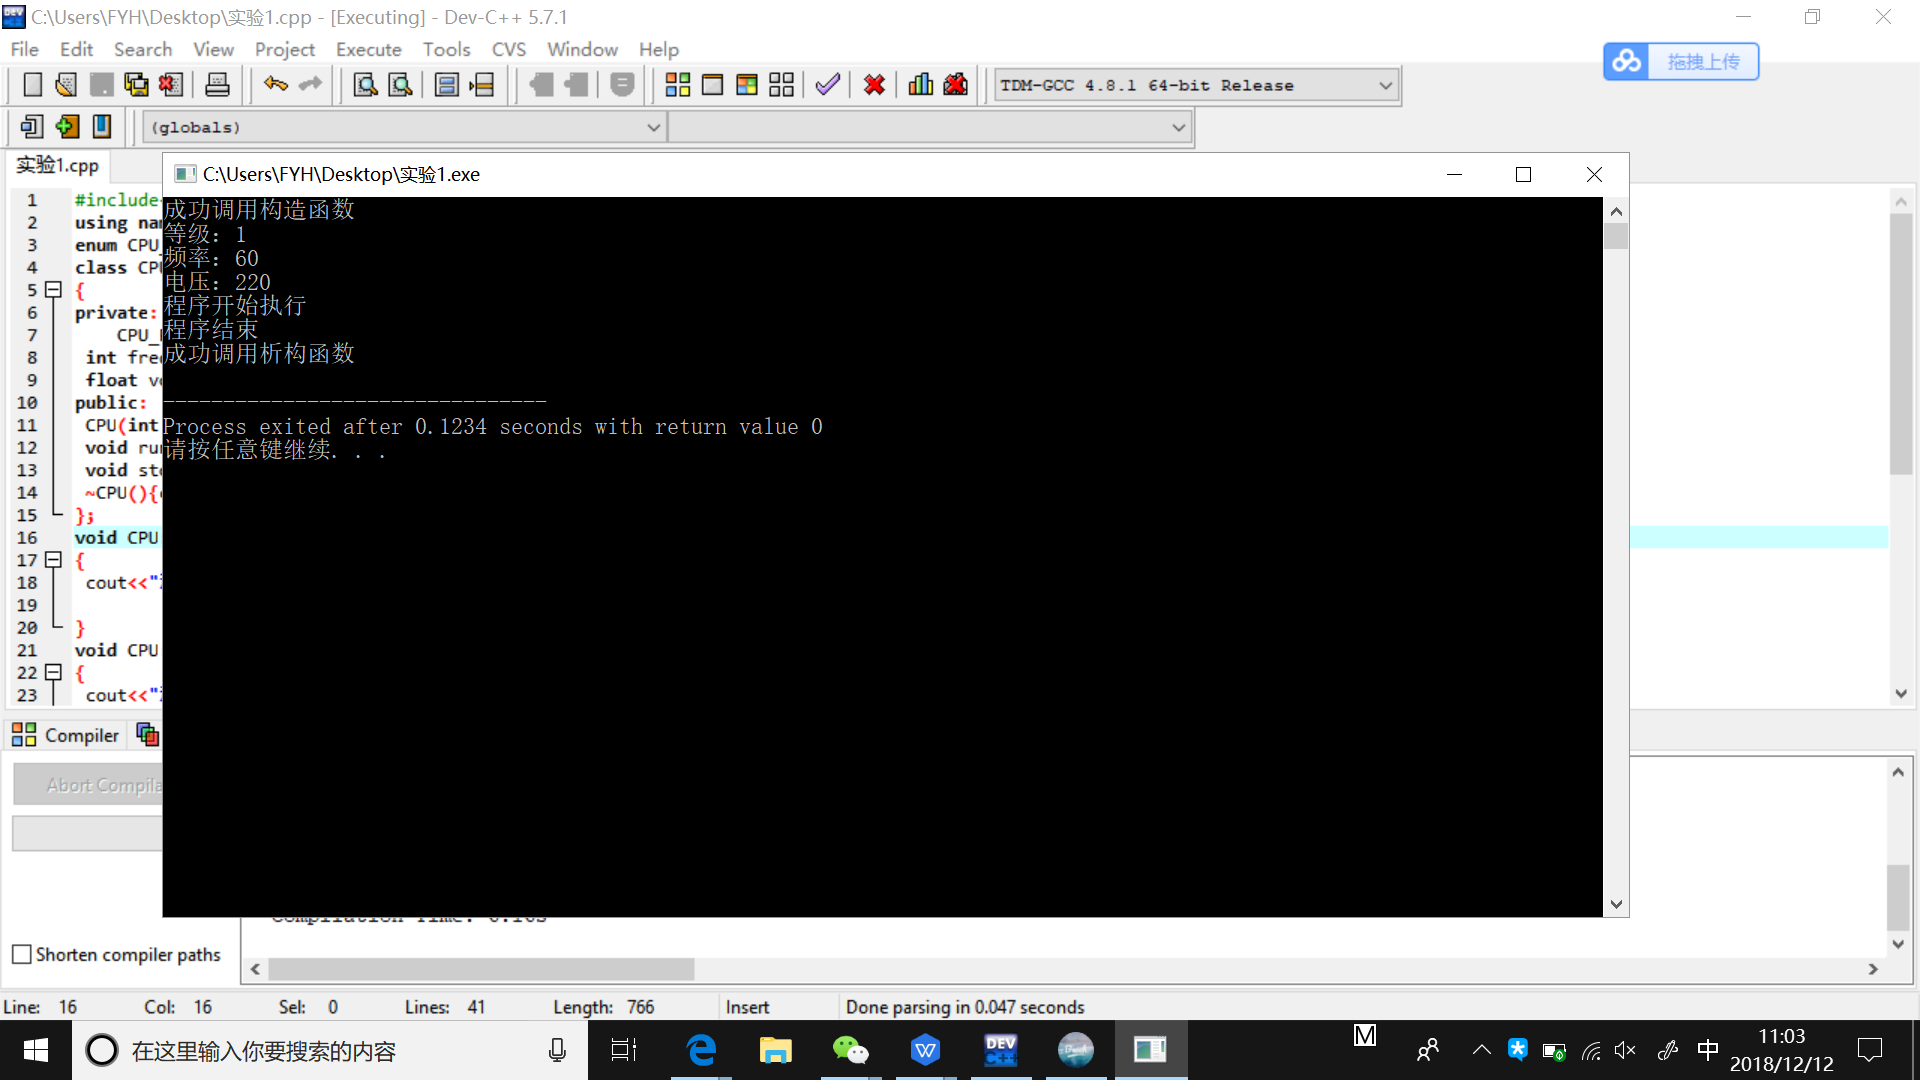 C:\Users\FYH\Desktop\实验1.cpp - [Executing] - Dev-C++ 5.7.1
File Edit Search View Project Execute Tools CVS Window Help
拖拽上传
TDM-GCC 4.8.1 64-bit Release
(globals)
实验1.cpp
C:\Users\FYH\Desktop\实验1.exe
1 #include
2 using
3 enum CPU
4 class
5 {
6 private:
7
8 int
9 float
10 public:
11 CPU(int
12 void
13 void
14 ~CPU(){
15 };
16 void CPU
17 {
18 cout<<"
19
20 }
21 void CPU
22 {
23 cout<<"
成功调用构造函数
等级：1
频率：60
电压：220
程序开始执行
程序结束
成功调用析构函数
--------------------------------
Process exited after 0.1234 seconds with return value 0
请按任意键继续. . .
Compiler
Abort
Shorten compiler paths
Line: 16 Col: 16 Sel: 0 Lines: 41 Length: 766 Insert Done parsing in 0.047 seconds
在这里输入你要搜索的内容
DEV C++
M
中
11:03
2018/12/12